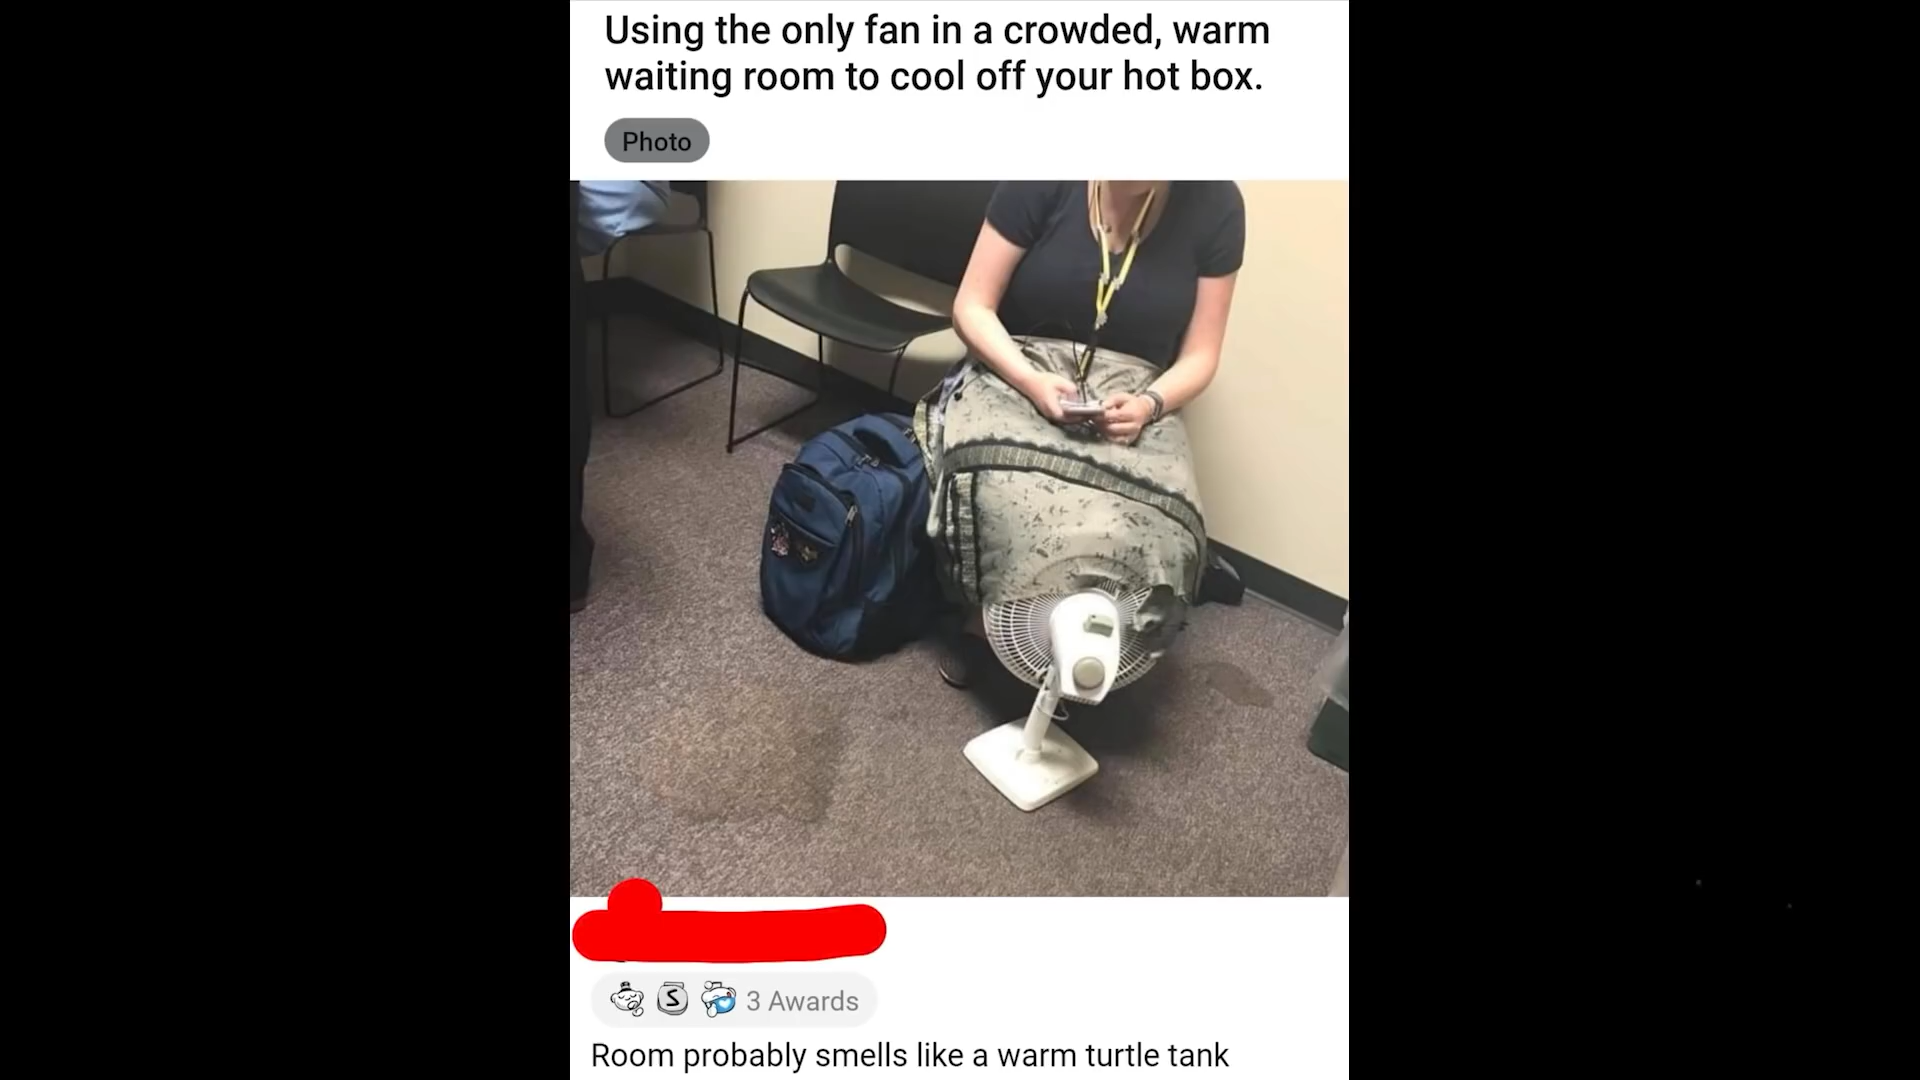 Using the only fan in a crowded, warm
waiting room to cool off your hot box.
Photo
3 Awards
Room probably smells like a warm turtle tank